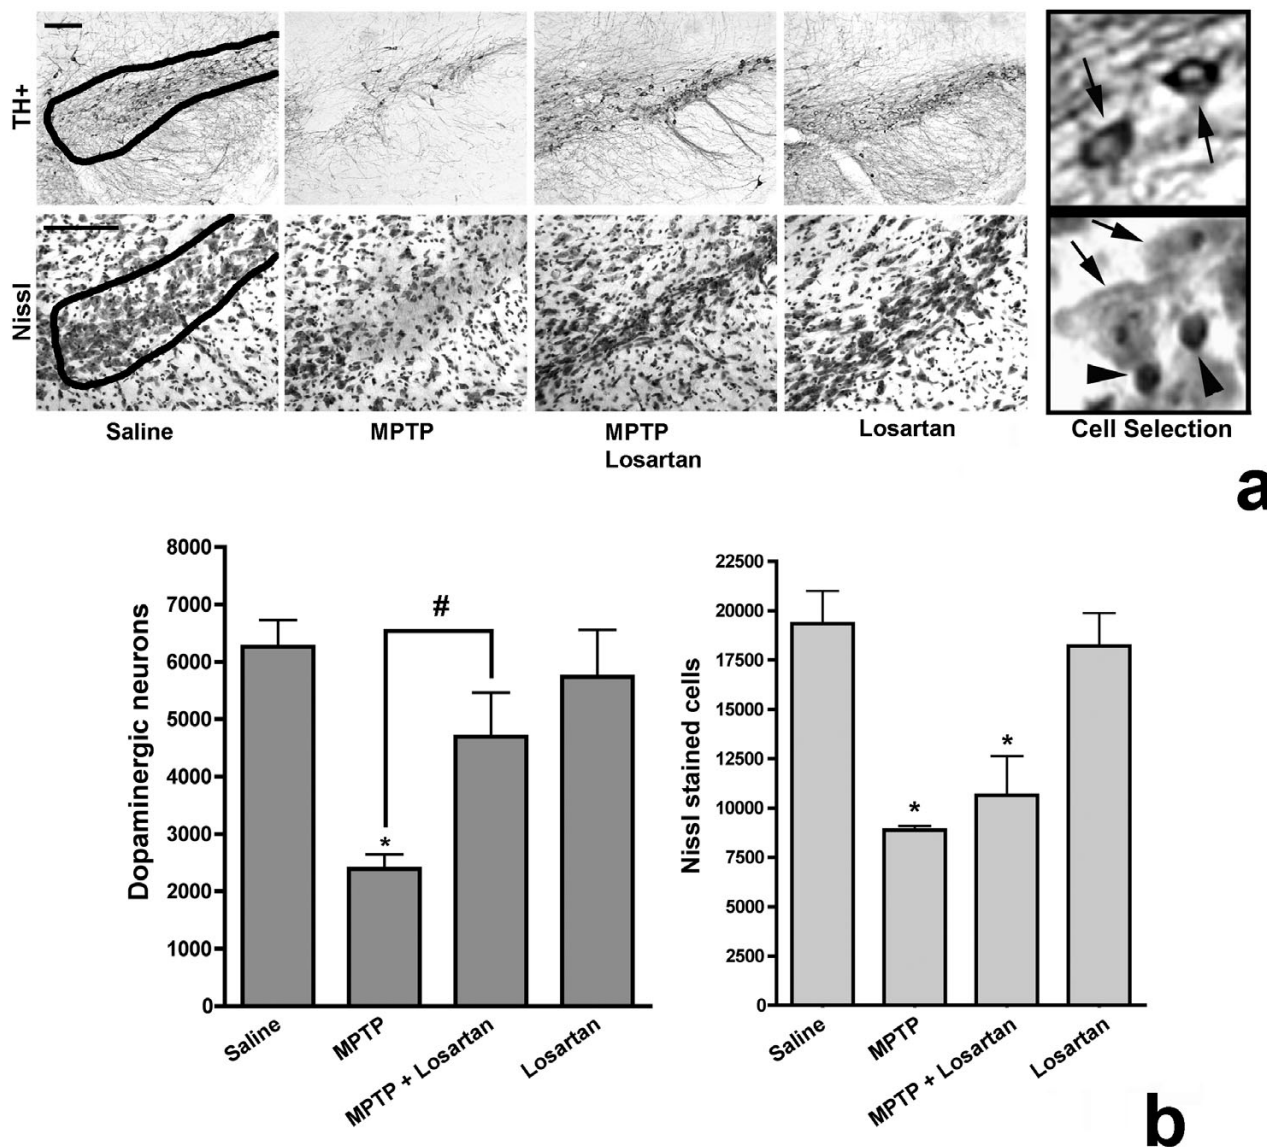 TH+
Nissl
Saline
MPTP
MPTP
Losartan
Losartan
Cell Selection
a
Dopaminergic neurons
8000
7000
6000
5000
4000
3000
2000
1000
0
#
*
Saline
MPTP
MPTP + Losartan
Losartan
Nissl stained cells
22500
20000
17500
15000
12500
10000
7500
5000
2500
0
*
*
Saline
MPTP
MPTP + Losartan
Losartan
b